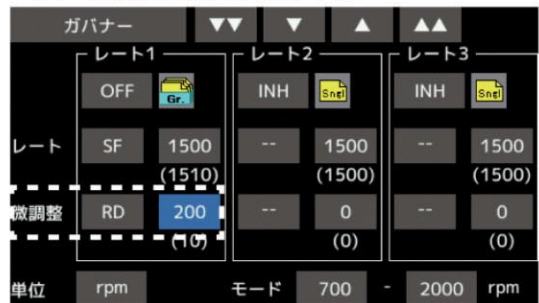 ガバナー ▼▼ ▼ ▲ ▲▲
レート1 レート2 レート3
OFF Gr. INH Sngl INH Sngl
レート SF 1500 -- 1500 -- 1500
(1510) (1500) (1500)
微調整 RD 200 -- 0 -- 0
(10) (0) (0)
単位 rpm モード 700 - 2000 rpm